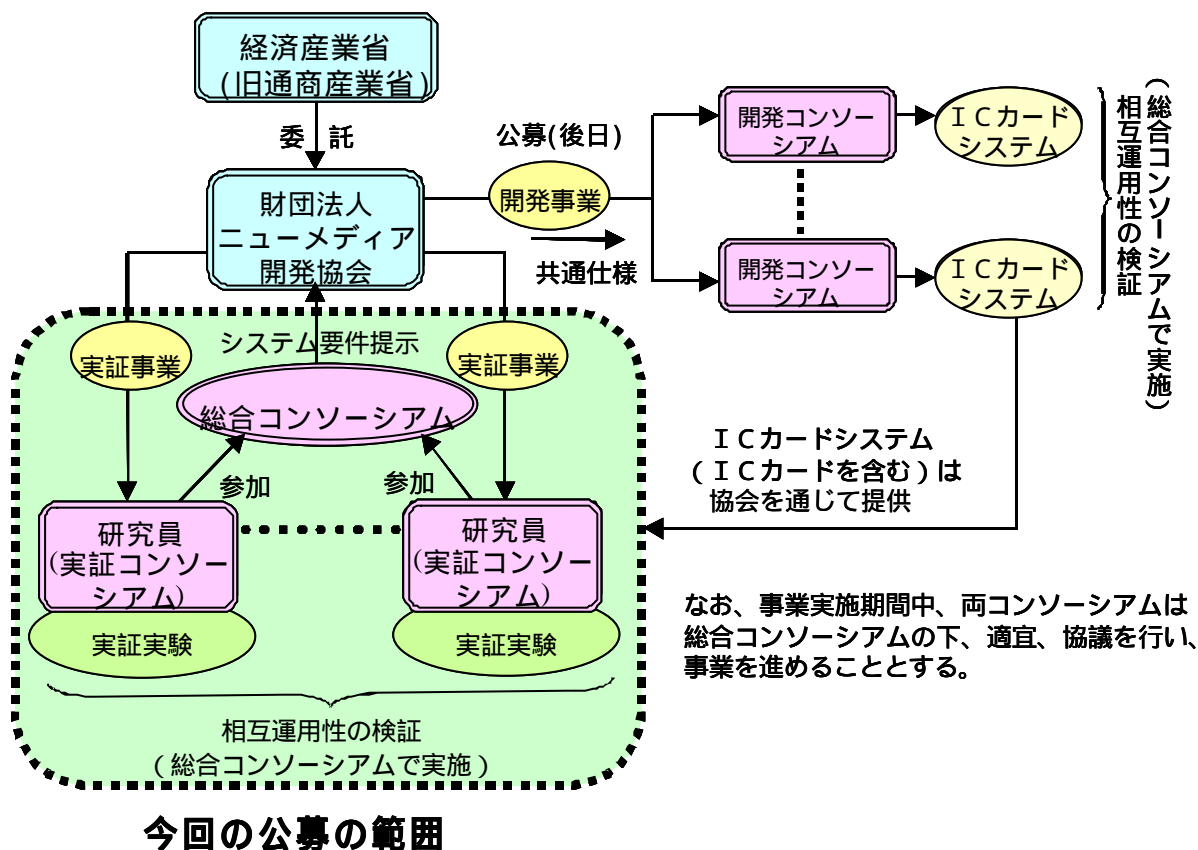 経済産業省
(旧通商産業省)
委 託
財団法人
ニューメディア
開発協会
公募(後日)
開発事業
共通仕様
開発コンソー
シアム
ＩＣカード
システム
開発コンソー
シアム
ＩＣカード
システム
相互運用性の検証
（総合コンソーシアムで実施）
実証事業
システム要件提示
実証事業
総合コンソーシアム
参加
参加
研究員
(実証コンソー
シアム)
実証実験
研究員
(実証コンソー
シアム)
実証実験
相互運用性の検証
（総合コンソーシアムで実施）
ＩＣカードシステム
（ＩＣカードを含む）は
協会を通じて提供
なお、事業実施期間中、両コンソーシアムは
総合コンソーシアムの下、適宜、協議を行い、
事業を進めることとする。
今回の公募の範囲